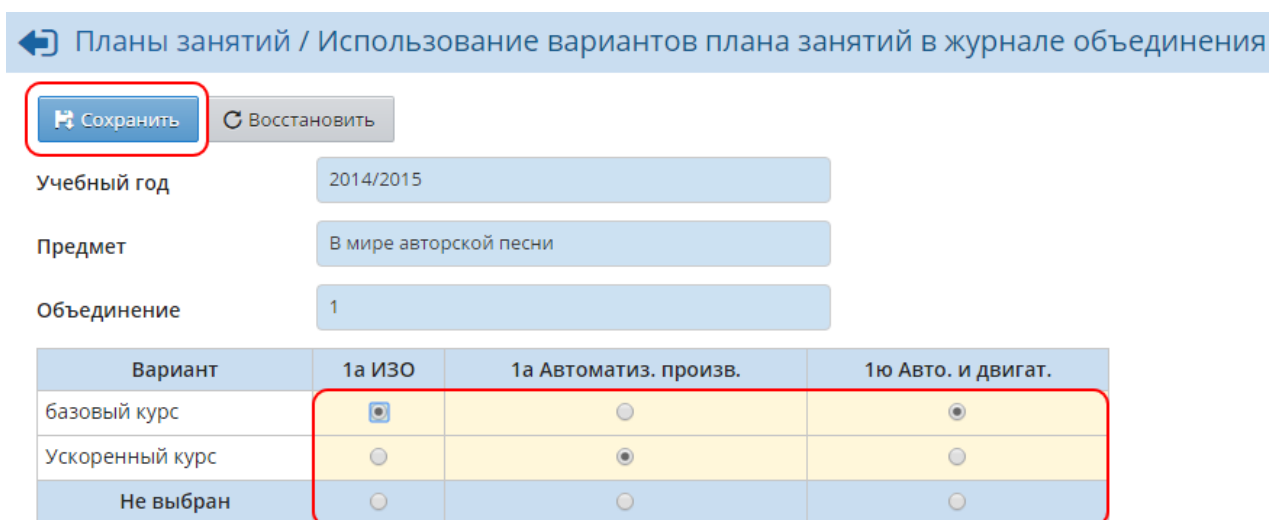 Планы занятий / Использование вариантов плана занятий в журнале объединения
Сохранить Восстановить
Учебный год 2014/2015
Предмет В мире авторской песни
Объединение 1
Вариант 1а ИЗО 1а Автоматиз. произв. 1ю Авто. и двигат.
базовый курс
Ускоренный курс
Не выбран